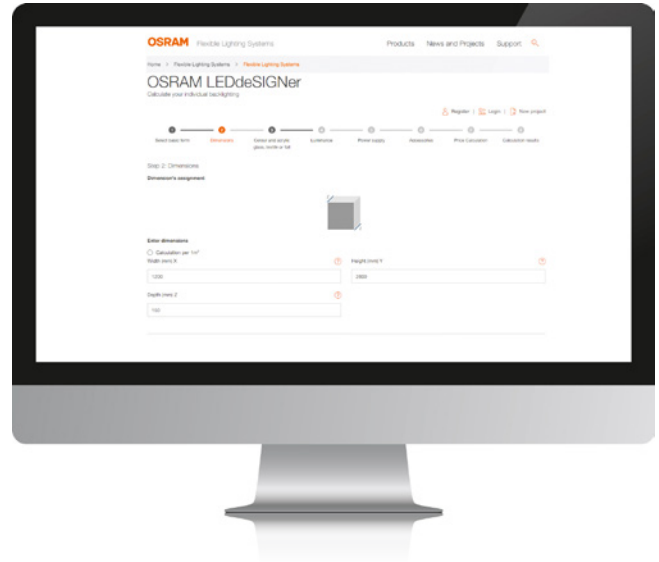 OSRAM Flexible Lighting Systems Products News and Projects Support
Home > Flexible Lighting Systems > Flexible Lighting Systems
OSRAM LEDdeSIGNer
Calculate your individual backlighting
Register | Login | New project
Select basic form Dimensions Luminance Power supply Accessories Price Calculation Calculation results
Step 2: Dimensions
Dimension's assignment
Enter dimensions
Calculation per 1m²
Width (mm) X ? Height (mm) Y ?
1200
Depth (mm) Z ?